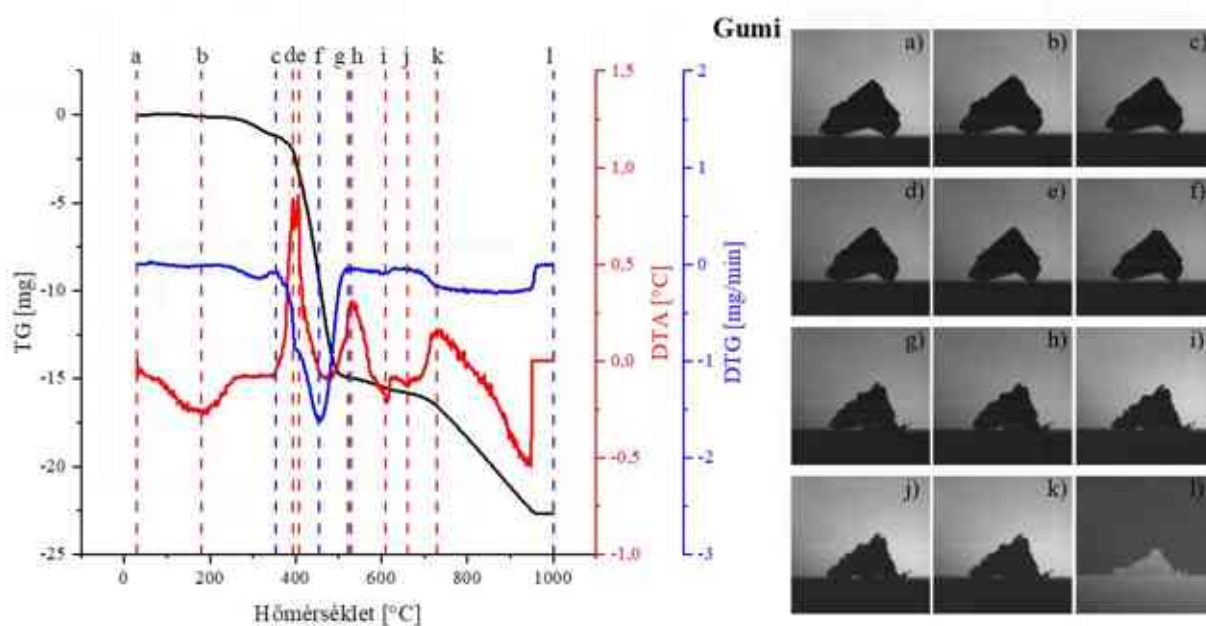 Gumi
a b c d e f g h i j k l
TG [mg]
0
-5
-10
-15
-20
-25
0 200 400 600 800 1000
Hőmérséklet [°C]
1,5
1,0
0,5
0,0
-0,5
-1,0
DTA [°C]
2
1
0
-1
-2
-3
DTG [mg/min]
a) b) c)
d) e) f)
g) h) i)
j) k) l)